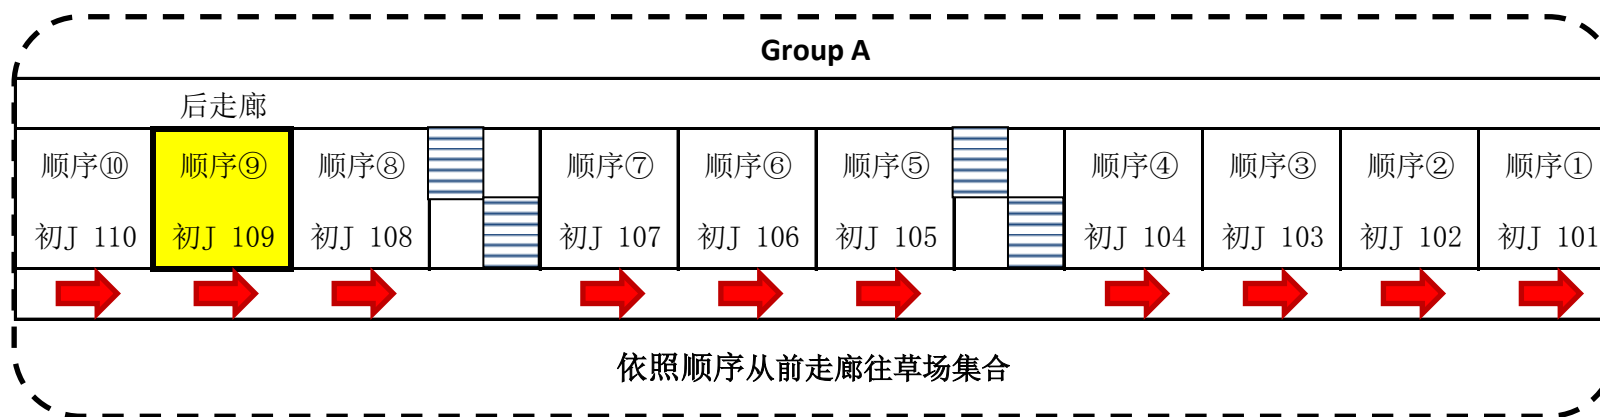 Group A
后走廊
顺序⑩ 顺序⑨ 顺序⑧ 顺序⑦ 顺序⑥ 顺序⑤ 顺序④ 顺序③ 顺序② 顺序①
初J 110 初J 109 初J 108 初J 107 初J 106 初J 105 初J 104 初J 103 初J 102 初J 101
依照顺序从前走廊往草场集合